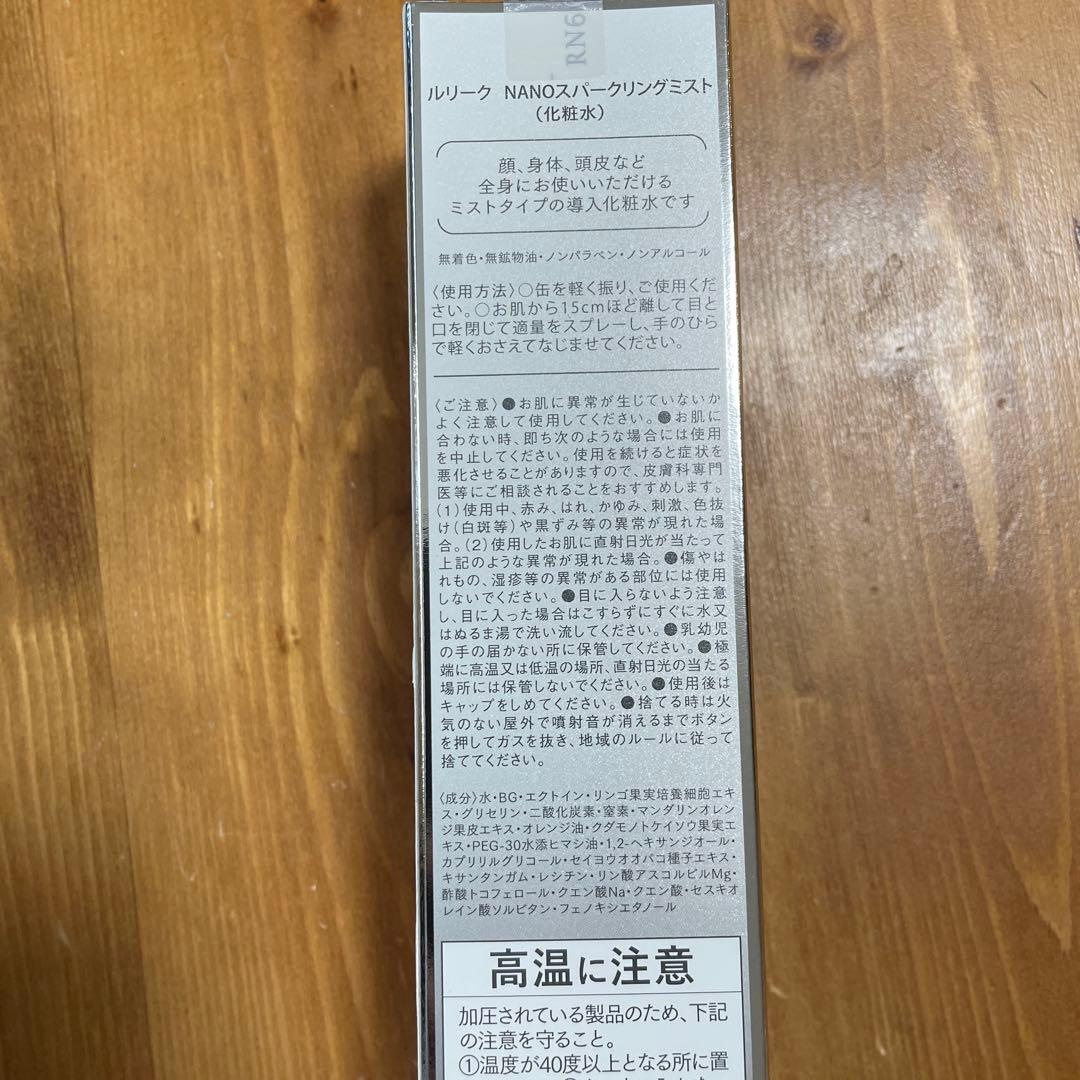 RN6
ルリーク NANOスパークリングミスト
（化粧水）
顔、身体、頭皮など
全身にお使いいただける
ミストタイプの導入化粧水です
無着色・無鉱物油・ノンパラベン・ノンアルコール
〈使用方法〉○缶を軽く振り、ご使用くだ
さい。○お肌から15cmほど離して目と
口を閉じて適量をスプレーし、手のひら
で軽くおさえてなじませてください。
〈ご注意〉●お肌に異常が生じていないか
よく注意して使用してください。●お肌に
合わない時、即ち次のような場合には使用
を中止してください。使用を続けると症状を
悪化させることがありますので、皮膚科専門
医等にご相談されることをおすすめします。
(1)使用中、赤み、はれ、かゆみ、刺激、色抜
け(白斑等)や黒ずみ等の異常が現れた場
合。(2)使用したお肌に直射日光が当たって
上記のような異常が現れた場合。●傷やは
れもの、湿疹等の異常がある部位には使用
しないでください。●目に入らないよう注意
し、目に入った場合はこすらずにすぐに水又
はぬるま湯で洗い流してください。●乳幼児
の手の届かない所に保管してください。●極
端に高温又は低温の場所、直射日光の当たる
場所には保管しないでください。●使用後は
キャップをしめてください。●捨てる時は火
気のない屋外で噴射音が消えるまでボタン
を押してガスを抜き、地域のルールに従って
捨ててください。
〈成分〉水・BG・エクトイン・リンゴ果実培養細胞エキ
ス・グリセリン・二酸化炭素・窒素・マンダリンオレン
ジ果皮エキス・オレンジ油・クダモノトケイソウ果実エ
キス・PEG-30水添ヒマシ油・1,2-ヘキサンジオール・
カプリリルグリコール・セイヨウオオバコ種子エキス・
キサンタンガム・レシチン・リン酸アスコルビルMg・
酢酸トコフェロール・クエン酸Na・クエン酸・セスキオ
レイン酸ソルビタン・フェノキシエタノール
高温に注意
加圧されている製品のため、下記
の注意を守ること。
①温度が40度以上となる所に置